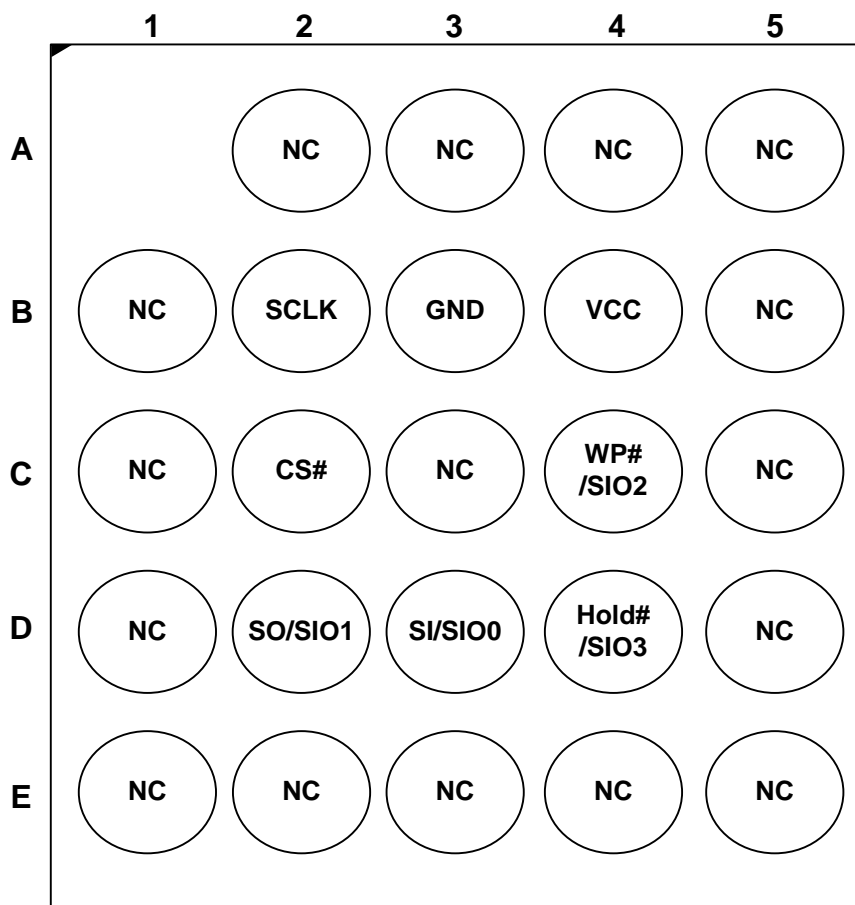 1 2 3 4 5
A NC NC NC NC
B NC SCLK GND VCC NC
C NC CS# NC WP# /SIO2 NC
D NC SO/SIO1 SI/SIO0 Hold# /SIO3 NC
E NC NC NC NC NC